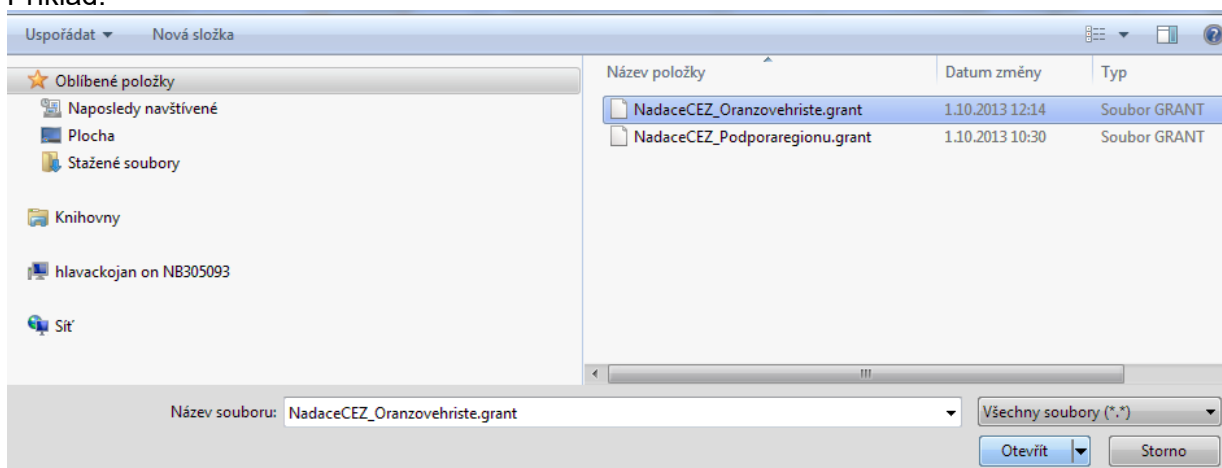 Příklad:
Uspořádat Nová složka
Oblíbené položky
Naposledy navštívené
Plocha
Stažené soubory
Knihovny
hlavackojan on NB305093
Síť
Název položky Datum změny Typ
NadaceCEZ_Oranzovehriste.grant 1.10.2013 12:14 Soubor GRANT
NadaceCEZ_Podporaregionu.grant 1.10.2013 10:30 Soubor GRANT
Název souboru: NadaceCEZ_Oranzovehriste.grant Všechny soubory (*.*)
Otevřít Storno